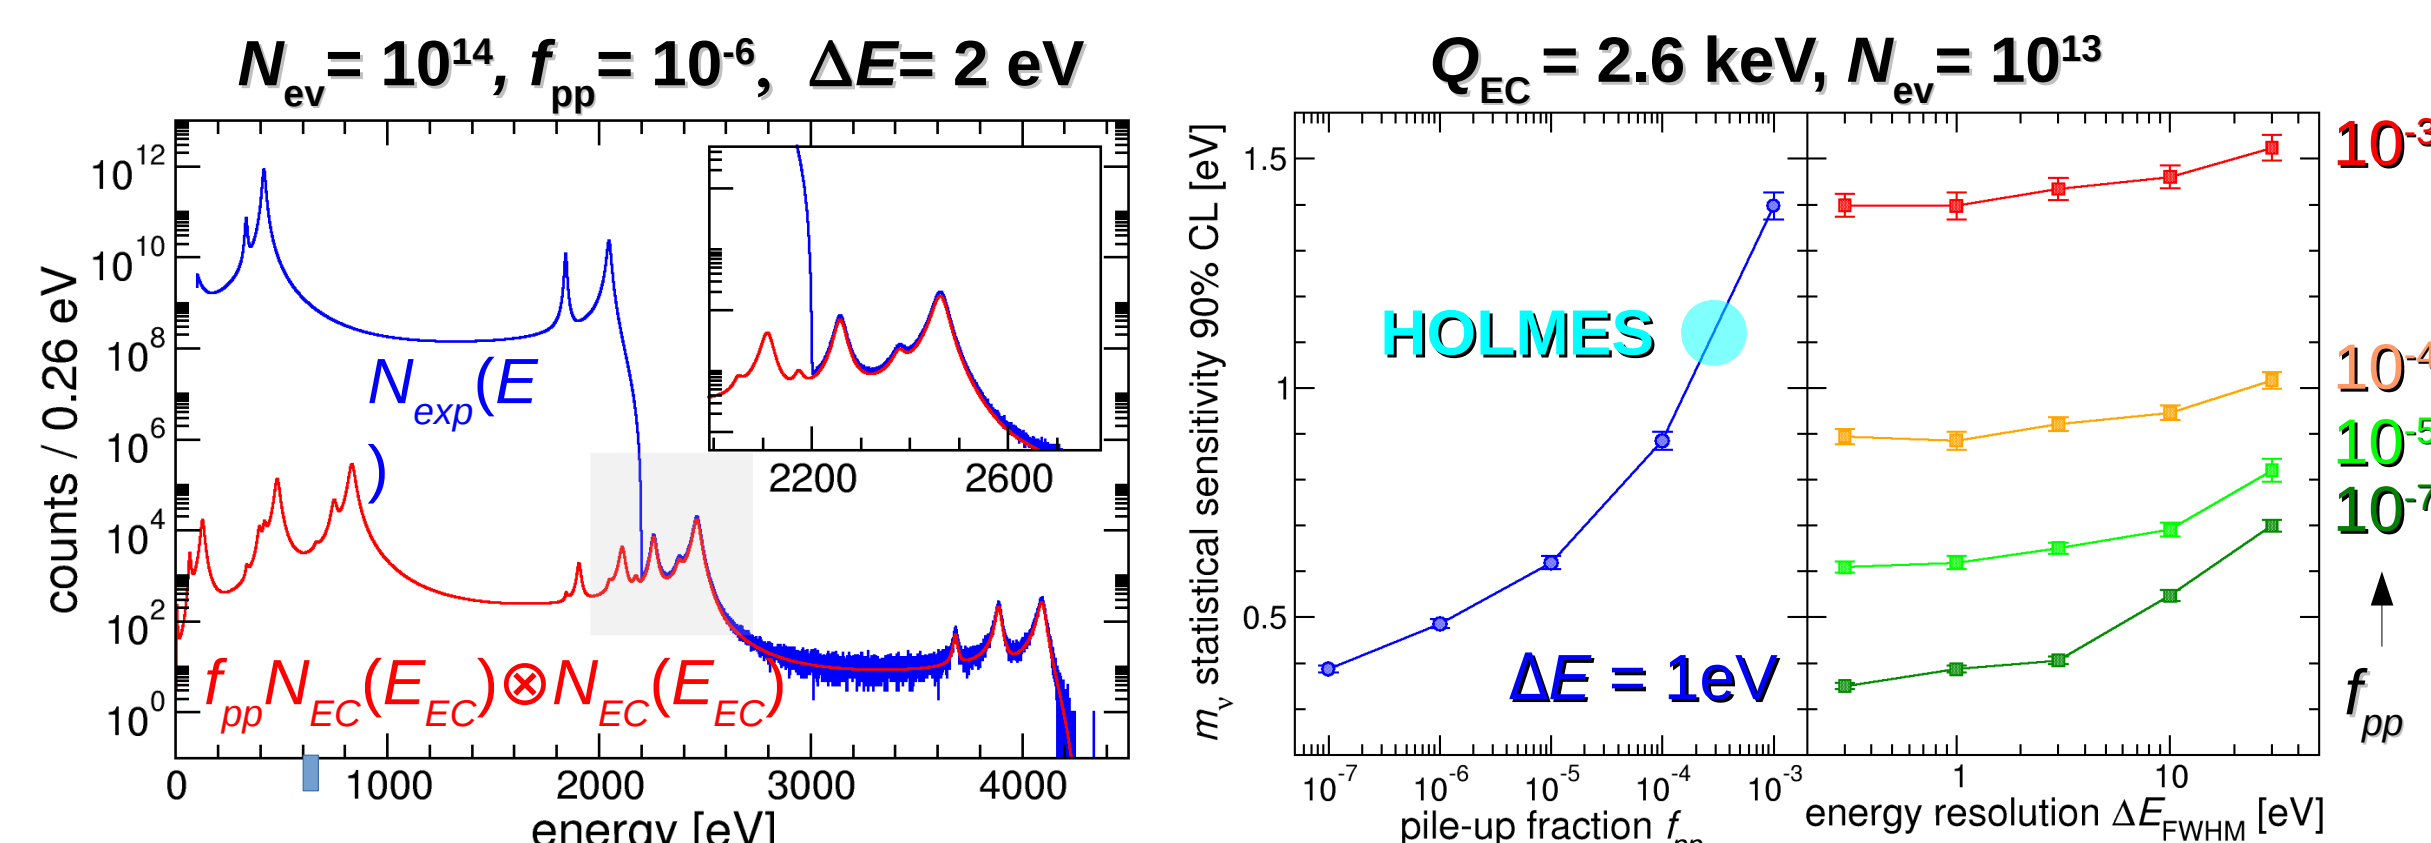 N_ev = 10^14, f_pp = 10^-6, ΔE = 2 eV
10^12
10^10
10^8
10^6
10^4
10^2
10^0
counts / 0.26 eV
N_exp(E
)
f_pp N_EC(E_EC)⊗N_EC(E_EC)
2200 2600
0 1000 2000 3000 4000
energy [eV]
Q_EC = 2.6 keV, N_ev = 10^13
m_ν statistical sensitivity 90% CL [eV]
1.5
1
0.5
HOLMES
ΔE = 1eV
10^-7 10^-6 10^-5 10^-4 10^-3
pile-up fraction f_pp
1 10
energy resolution ΔE_FWHM [eV]
10^-3
10^-4
10^-5
10^-7
f_pp